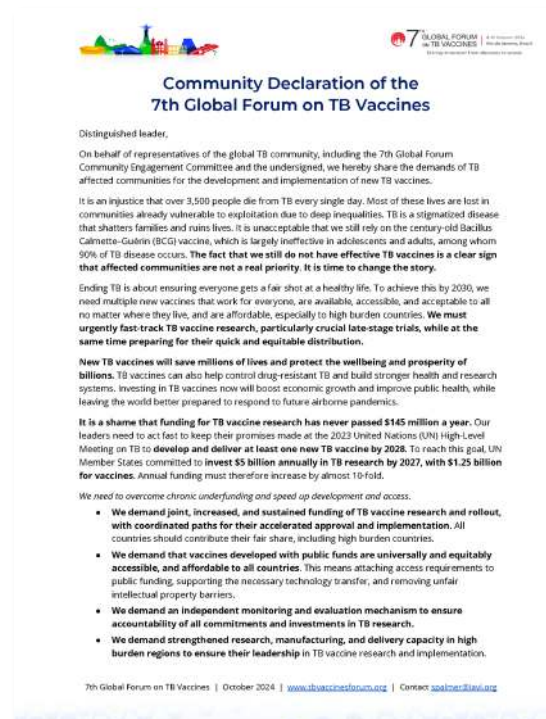 7
GLOBAL FORUM
ON TB VACCINES
Rio de Janeiro, Brazil
Community Declaration of the
7th Global Forum on TB Vaccines
Distinguished leader,
On behalf of representatives of the global TB community, including the 7th Global Forum
Community Engagement Committee and the undersigned, we hereby share the demands of TB
affected communities for the development and implementation of new TB vaccines.
It is an injustice that over 3,500 people die from TB every single day. Most of these lives are lost in
communities already vulnerable to exploitation due to deep inequalities. TB is a stigmatized disease
that shatters families and ruins lives. It is unacceptable that we still rely on the century-old Bacillus
Calmette-Guérin (BCG) vaccine, which is largely ineffective in adolescents and adults, among whom
90% of TB disease occurs. The fact that we still do not have effective TB vaccines is a clear sign
that affected communities are not a real priority. It is time to change the story.
Ending TB is about ensuring everyone gets a fair shot at a healthy life. To achieve this by 2030, we
need multiple new vaccines that work for everyone, are available, accessible, and acceptable to all
no matter where they live, and are affordable, especially to high burden countries. We must
urgently fast-track TB vaccine research, particularly crucial late-stage trials, while at the
same time preparing for their quick and equitable distribution.
New TB vaccines will save millions of lives and protect the wellbeing and prosperity of
billions. TB vaccines can also help control drug-resistant TB and build stronger health and research
systems. Investing in TB vaccines now will boost economic growth and improve public health, while
leaving the world better prepared to respond to future airborne pandemics.
It is a shame that funding for TB vaccine research has never passed $145 million a year. Our
leaders need to act fast to keep their promises made at the 2023 United Nations (UN) High-Level
Meeting on TB to develop and deliver at least one new TB vaccine by 2028. To reach this goal, UN
Member States committed to invest $5 billion annually in TB research by 2027, with $1.25 billion
for vaccines. Annual funding must therefore increase by almost 10-fold.
We need to overcome chronic underfunding and speed up development and access.
• We demand joint, increased, and sustained funding of TB vaccine research and rollout,
with coordinated paths for their accelerated approval and implementation. All
countries should contribute their fair share, including high burden countries.
• We demand that vaccines developed with public funds are universally and equitably
accessible, and affordable to all countries. This means attaching access requirements to
public funding, supporting the necessary technology transfer, and removing unfair
intellectual property barriers.
• We demand an independent monitoring and evaluation mechanism to ensure
accountability of all commitments and investments in TB research.
• We demand strengthened research, manufacturing, and delivery capacity in high
burden regions to ensure their leadership in TB vaccine research and implementation.
7th Global Forum on TB Vaccines | October 2024 | www.tbvaccinesforum.org | Contact spalmer@iavi.org